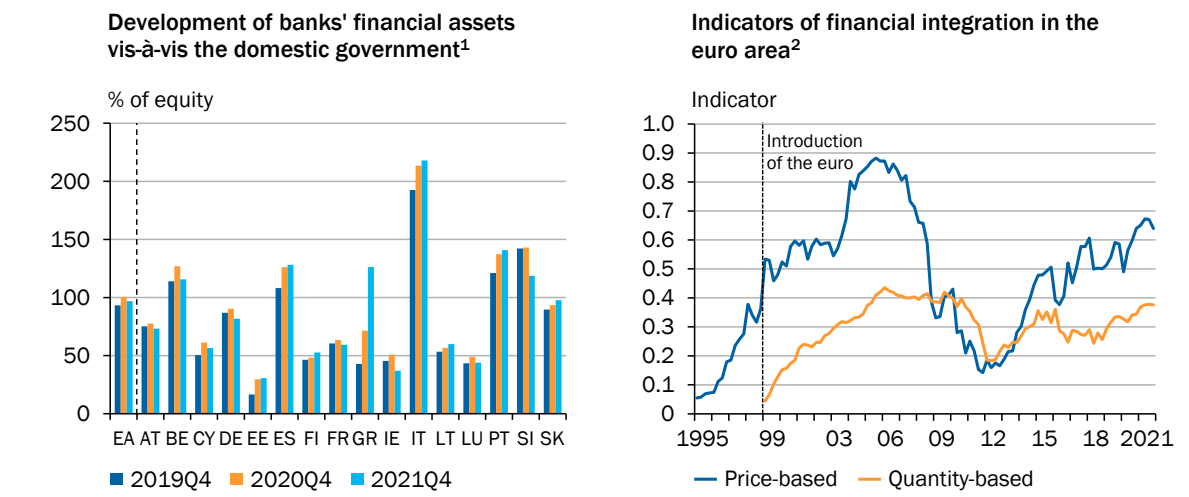 Development of banks' financial assets
vis-à-vis the domestic government¹
% of equity
250
200
150
100
50
0
EA AT BE CY DE EE ES FI FR GR IE IT LT LU PT SI SK
2019Q4 2020Q4 2021Q4
Indicators of financial integration in the
euro area²
Indicator
1.0
0.9
0.8
0.7
0.6
0.5
0.4
0.3
0.2
0.1
0
Introduction
of the euro
1995 99 03 06 09 12 15 18 2021
Price-based Quantity-based